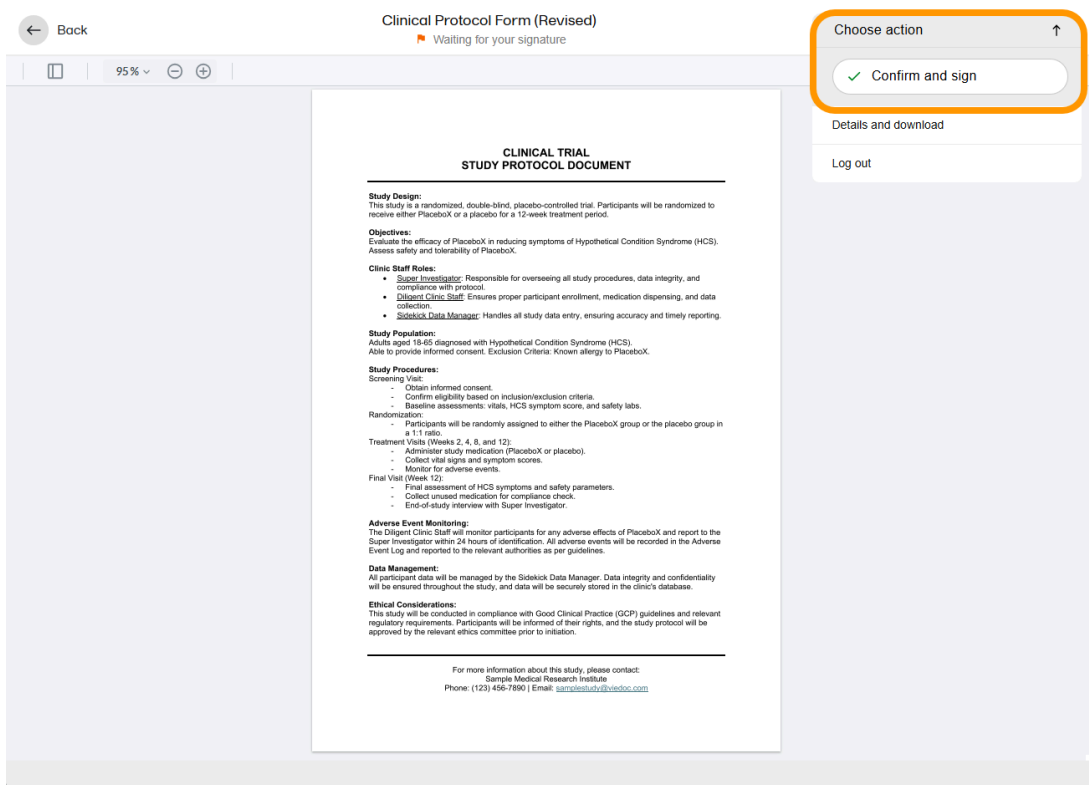 Back
Clinical Protocol Form (Revised)
Waiting for your signature
Choose action
Confirm and sign
Details and download
Log out
95%
CLINICAL TRIAL
STUDY PROTOCOL DOCUMENT
Study Design:
This study is a randomized, double-blind, placebo-controlled trial. Participants will be randomized to
receive either PlaceboX or a placebo for a 12-week treatment period.
Objectives:
Evaluate the efficacy of PlaceboX in reducing symptoms of Hypothetical Condition Syndrome (HCS).
Assess safety and tolerability of PlaceboX.
Clinic Staff Roles:
• Super Investigator: Responsible for overseeing all study procedures, data integrity, and
compliance with protocol.
• Diligent Clinic Staff: Ensures proper participant enrollment, medication dispensing, and data
collection.
• Sidekick Data Manager: Handles all study data entry, ensuring accuracy and timely reporting.
Study Population:
Adults aged 18-65 diagnosed with Hypothetical Condition Syndrome (HCS).
Able to provide informed consent. Exclusion Criteria: Known allergy to PlaceboX.
Study Procedures:
Screening Visit:
- Obtain informed consent.
- Confirm eligibility based on inclusion/exclusion criteria.
- Baseline assessments: vitals, HCS symptom score, and safety labs.
Randomization:
- Participants will be randomly assigned to either the PlaceboX group or the placebo group in
a 1:1 ratio.
Treatment Visits (Weeks 2, 4, 8, and 12):
- Administer study medication (PlaceboX or placebo).
- Collect vital signs and symptom scores.
- Monitor for adverse events.
Final Visit (Week 12):
- Final assessment of HCS symptoms and safety parameters.
- Collect unused medication for compliance check.
- End-of-study interview with Super Investigator.
Adverse Event Monitoring:
The Diligent Clinic Staff will monitor participants for any adverse effects of PlaceboX and report to the
Super Investigator within 24 hours of identification. All adverse events will be recorded in the Adverse
Event Log and reported to the relevant authorities as per guidelines.
Data Management:
All participant data will be managed by the Sidekick Data Manager. Data integrity and confidentiality
will be ensured throughout the study, and data will be securely stored in the clinic's database.
Ethical Considerations:
This study will be conducted in compliance with Good Clinical Practice (GCP) guidelines and relevant
regulatory requirements. Participants will be informed of their rights, and the study protocol will be
approved by the relevant ethics committee prior to initiation.
For more information about this study, please contact:
Sample Medical Research Institute
Phone: (123) 456-7890 | Email: samplestudy@viedoc.com